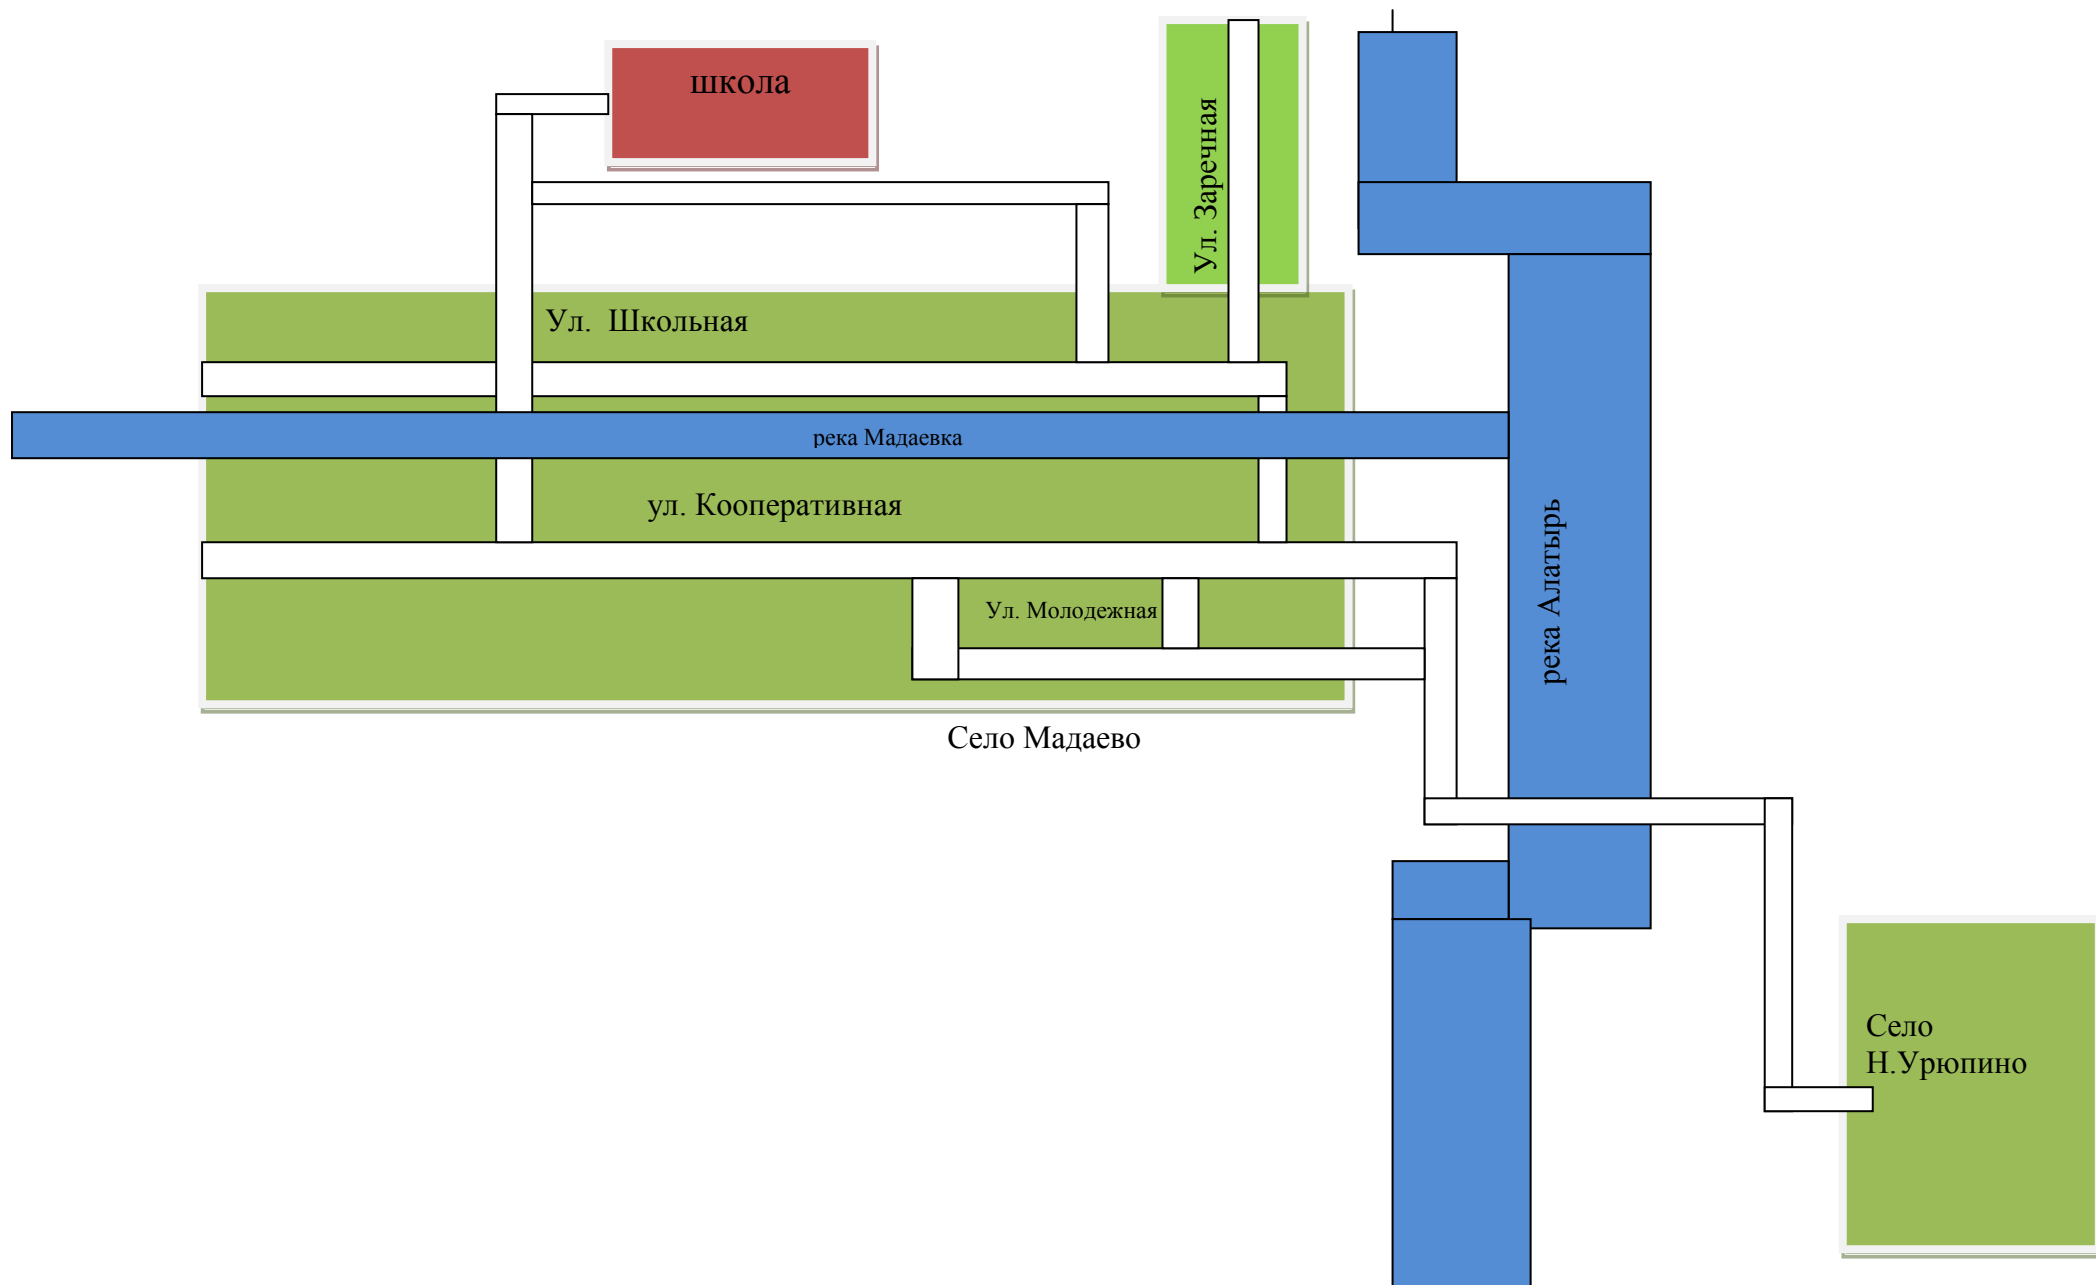 школа
Ул. Заречная
Ул. Школьная
река Мадаевка
ул. Кооперативная
река Алатырь
Ул. Молодежная
Село Мадаево
Село
Н.Урюпино